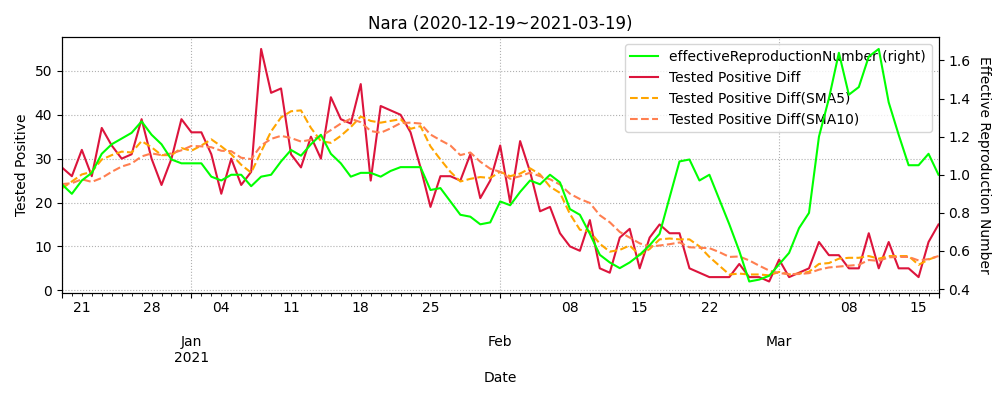 Nara (2020-12-19~2021-03-19)
effectiveReproductionNumber (right)
Tested Positive Diff
Tested Positive Diff(SMA5)
Tested Positive Diff(SMA10)
Tested Positive
50
40
30
20
10
0
1.6
1.4
1.2
1.0
0.8
0.6
0.4
Effective Reproduction Number
21 28 04 11 18 25 08 15 22 08 15
Jan Feb Mar
2021
Date